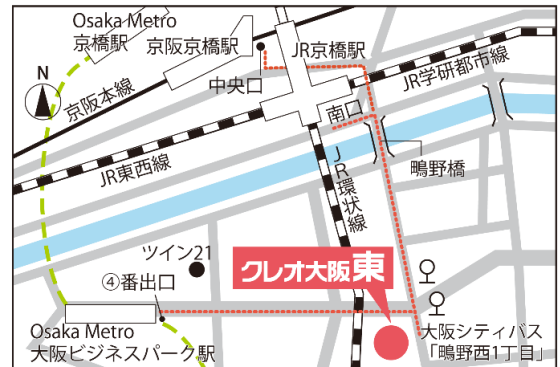 Osaka Metro
京橋駅
京阪京橋駅
JR京橋駅
N
中央口
京阪本線
JR学研都市線
南口
JR東西線
JR環状線
鴫野橋
ツイン21
クレオ大阪東
④番出口
Osaka Metro
大阪ビジネスパーク駅
大阪シティバス
「鴫野西1丁目」